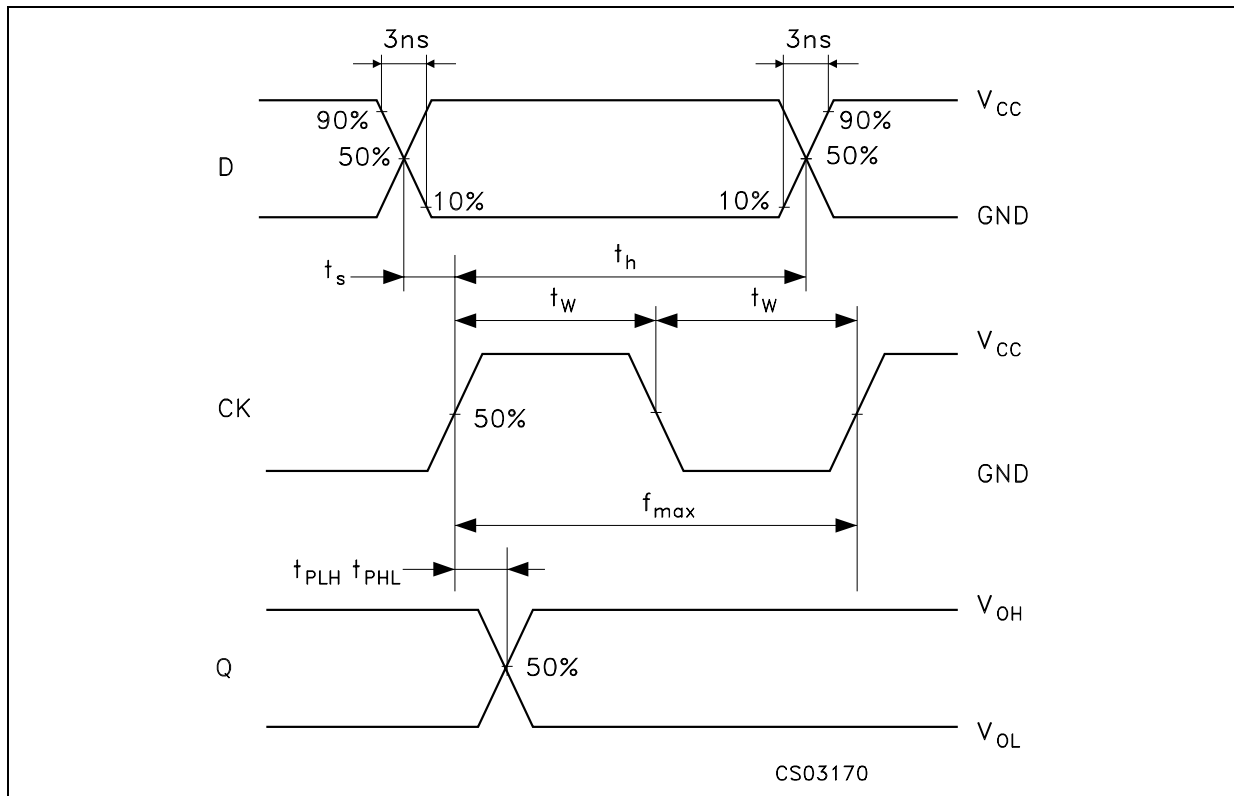 3ns 3ns
V_CC
90% 90%
D 50% 50%
10% 10%
GND
t_s t_h
t_W t_W
V_CC
CK 50%
GND
f_max
t_PLH t_PHL
V_OH
Q 50%
V_OL
CS03170